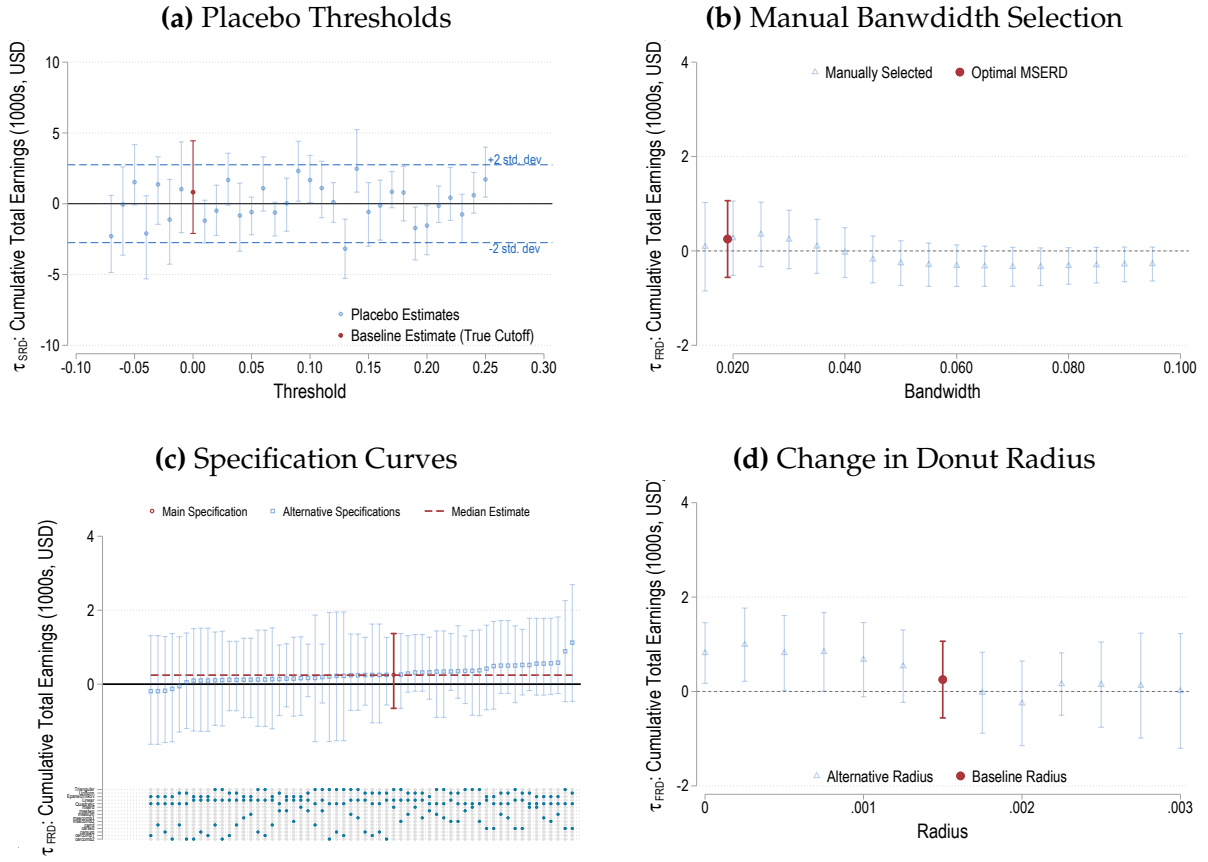 (a) Placebo Thresholds
τSRD: Cumulative Total Earnings (1000s, USD
10
5
0
-5
-10
+2 std. dev
-2 std. dev
Placebo Estimates
Baseline Estimate (True Cutoff)
-0.10 -0.05 0.00 0.05 0.10 0.15 0.20 0.25 0.30
Threshold
(b) Manual Banwdidth Selection
τFRD: Cumulative Total Earnings (1000s, USD
4
2
0
-2
Manually Selected Optimal MSERD
0.020 0.040 0.060 0.080 0.100
Bandwidth
(c) Specification Curves
Main Specification Alternative Specifications Median Estimate
τFRD: Cumulative Total Earnings (1000s, USD)
4
2
0
Triangular
Epanechnikov
Linear
Quadratic
(d) Change in Donut Radius
τFRD: Cumulative Total Earnings (1000s, USD)
4
2
0
-2
Alternative Radius Baseline Radius
0 .001 .002 .003
Radius